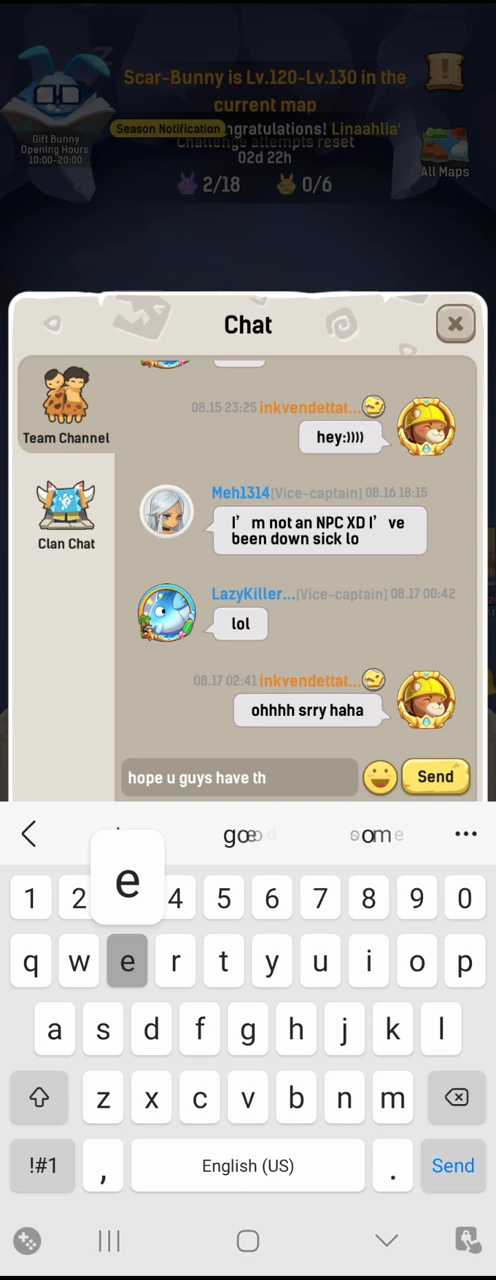 Scar-Bunny is Lv.120-Lv.130 in the
current map
Gift Bunny
Opening Hours
10:00-20:00
Season Notification
ngratulations! Linaahlia'
Challenge attempts reset
02d 22h
2/18
0/6
All Maps
Chat
Team Channel
Clan Chat
08.15 23:25 inkvendettat...
hey:))))
Meh1314[Vice-captain] 08.16 18:15
I'm not an NPC XD I've
been down sick lo
LazyKiller...[Vice-captain] 08.17 00:42
lol
08.17 02:41 inkvendettat...
ohhhh srry haha
hope u guys have th
Send
some
e
1 2 4 5 6 7 8 9 0
q w e r t y u i o p
a s d f g h j k l
z x c v b n m
!#1 , English (US) . Send